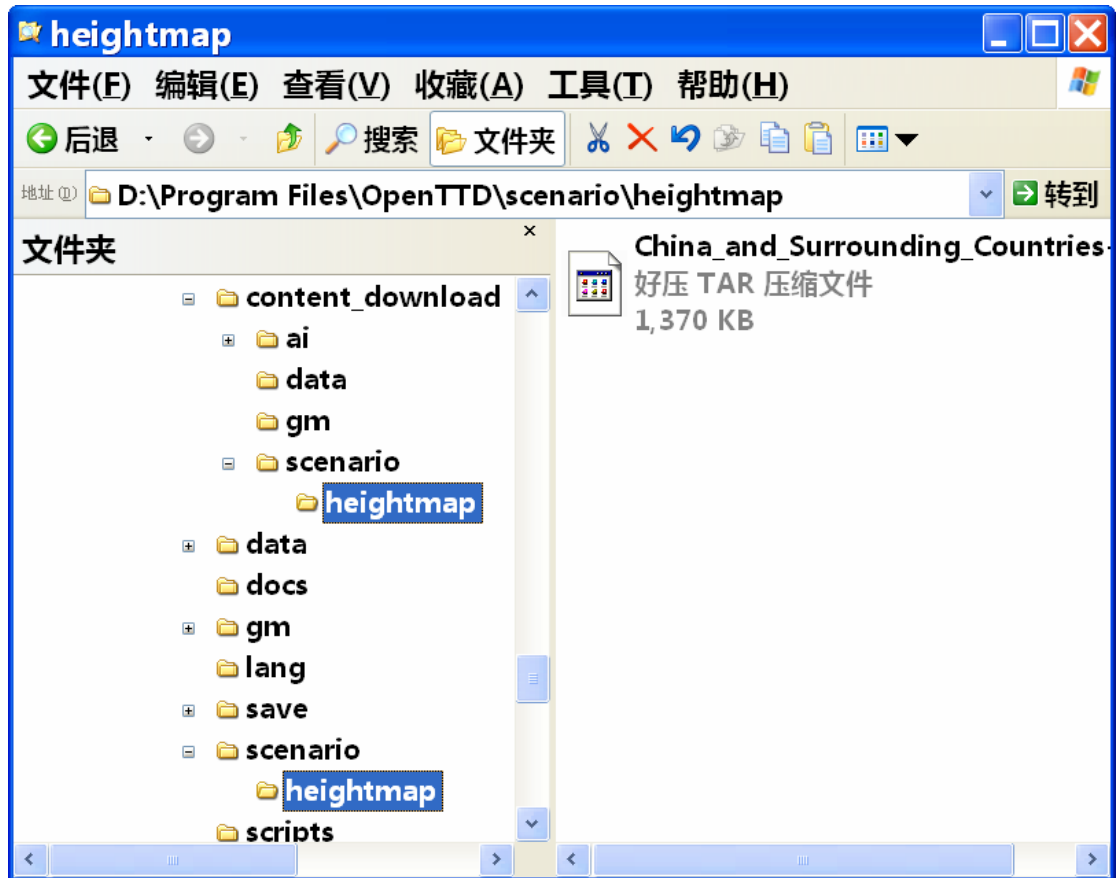 heightmap
文件(F) 编辑(E) 查看(V) 收藏(A) 工具(T) 帮助(H)
后退 搜索 文件夹
地址(D) D:\Program Files\OpenTTD\scenario\heightmap 转到
文件夹
content_download
ai
data
gm
scenario
heightmap
data
docs
gm
lang
save
scenario
heightmap
scripts
China_and_Surrounding_Countries-
好压 TAR 压缩文件
1,370 KB